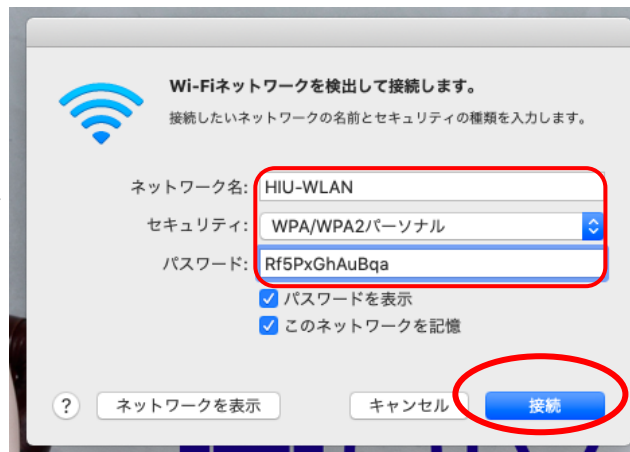 Wi-Fiネットワークを検出して接続します。
接続したいネットワークの名前とセキュリティの種類を入力します。
ネットワーク名: HIU-WLAN
セキュリティ: WPA/WPA2パーソナル
パスワード: Rf5PxGhAuBqa
パスワードを表示
このネットワークを記憶
? ネットワークを表示 キャンセル 接続